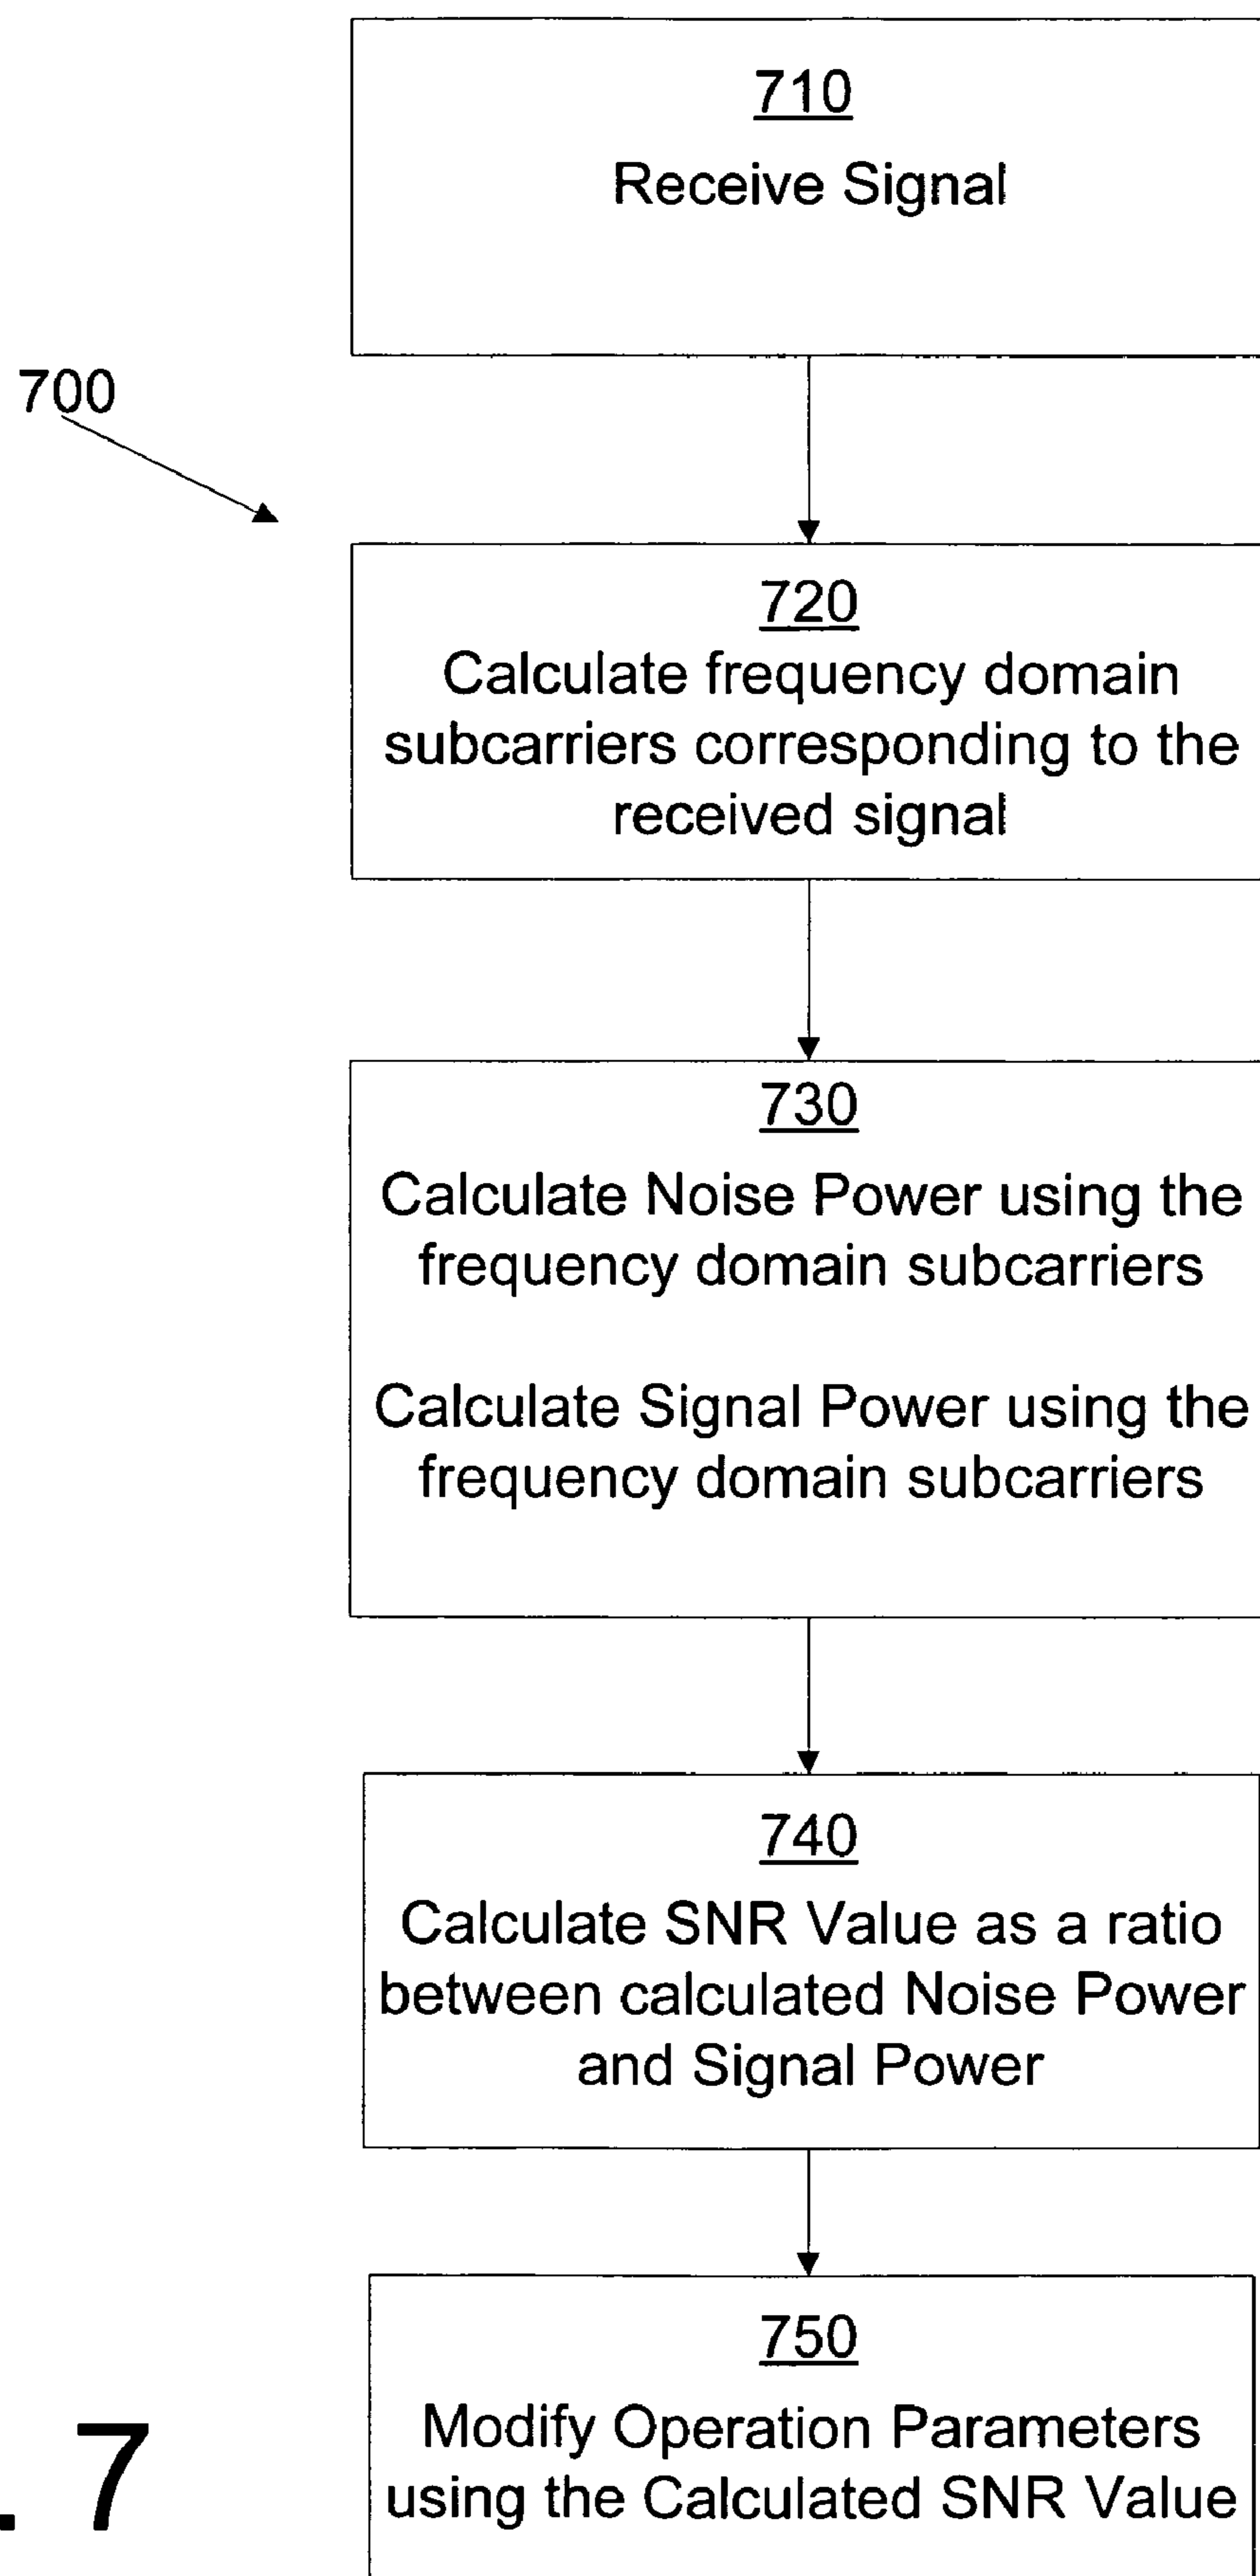 710
Receive Signal
700
720
Calculate frequency domain
subcarriers corresponding to the
received signal
730
Calculate Noise Power using the
frequency domain subcarriers
Calculate Signal Power using the
frequency domain subcarriers
740
Calculate SNR Value as a ratio
between calculated Noise Power
and Signal Power
750
Modify Operation Parameters
using the Calculated SNR Value
. 7